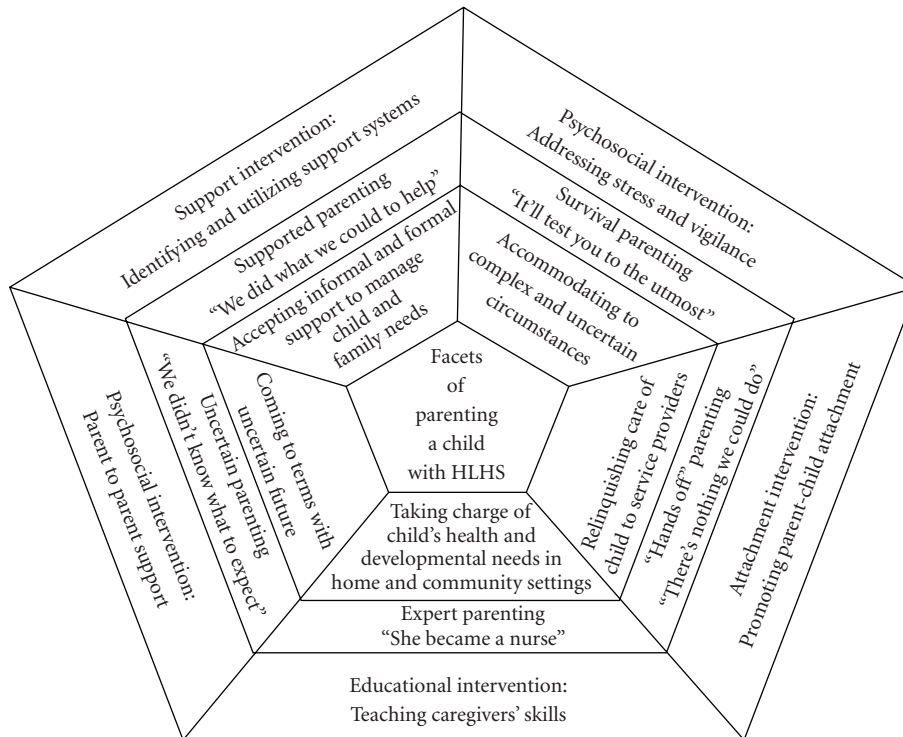 Facets
of
parenting
a child
with HLHS
Support intervention:
Identifying and utilizing support systems
Supported parenting
“We did what we could to help”
Accepting informal and formal
support to manage
child and
family needs
Psychosocial intervention:
Addressing stress and vigilance
Survival parenting
“It’ll test you to the utmost”
Accommodating to
complex and uncertain
circumstances
Attachment intervention:
Promoting parent-child attachment
“Hands off” parenting
“There’s nothing we could do”
Relinquishing care of
child to service providers
Taking charge of
child’s health and
developmental needs in
home and community settings
Expert parenting
“She became a nurse”
Educational intervention:
Teaching caregivers’ skills
Psychosocial intervention:
Parent to parent support
Uncertain parenting
“We didn’t know what to expect”
Coming to terms with
uncertain future